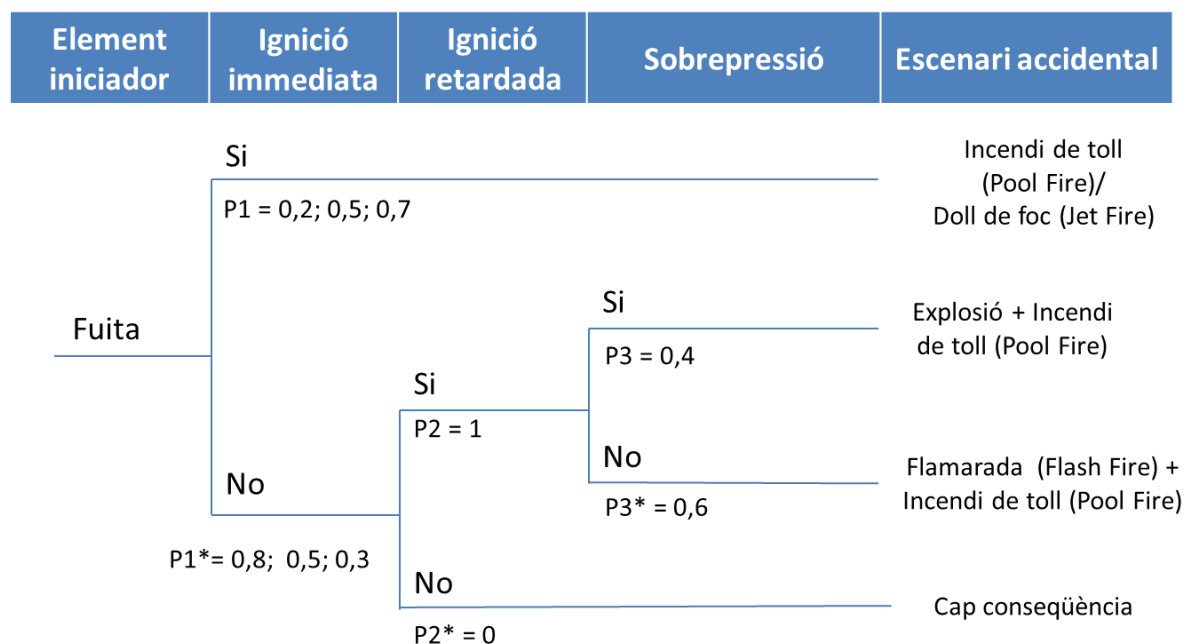 Element
iniciador
Ignició
immediata
Ignició
retardada
Sobrepressió
Escenari accidental
Si
P1 = 0,2; 0,5; 0,7
Incendi de toll
(Pool Fire)/
Doll de foc (Jet Fire)
Fuita
Si
P3 = 0,4
Explosió + Incendi
de toll (Pool Fire)
Si
P2 = 1
No
P3* = 0,6
Flamarada (Flash Fire) +
Incendi de toll (Pool Fire)
No
P1*= 0,8; 0,5; 0,3
No
P2* = 0
Cap conseqüència